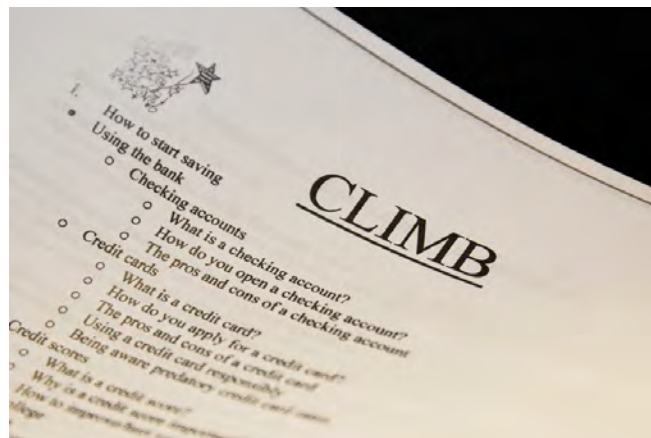 CLIMB
I.
How to start saving
Using the bank
Checking accounts
What is a checking account?
How do you open a checking account?
The pros and cons of a checking account
Credit cards
What is a credit card?
How do you apply for a credit card?
The pros and cons of a credit card
Using a credit card responsibly
Being aware predatory credit card
Credit scores
What is a credit score?
Why is a credit score
How to